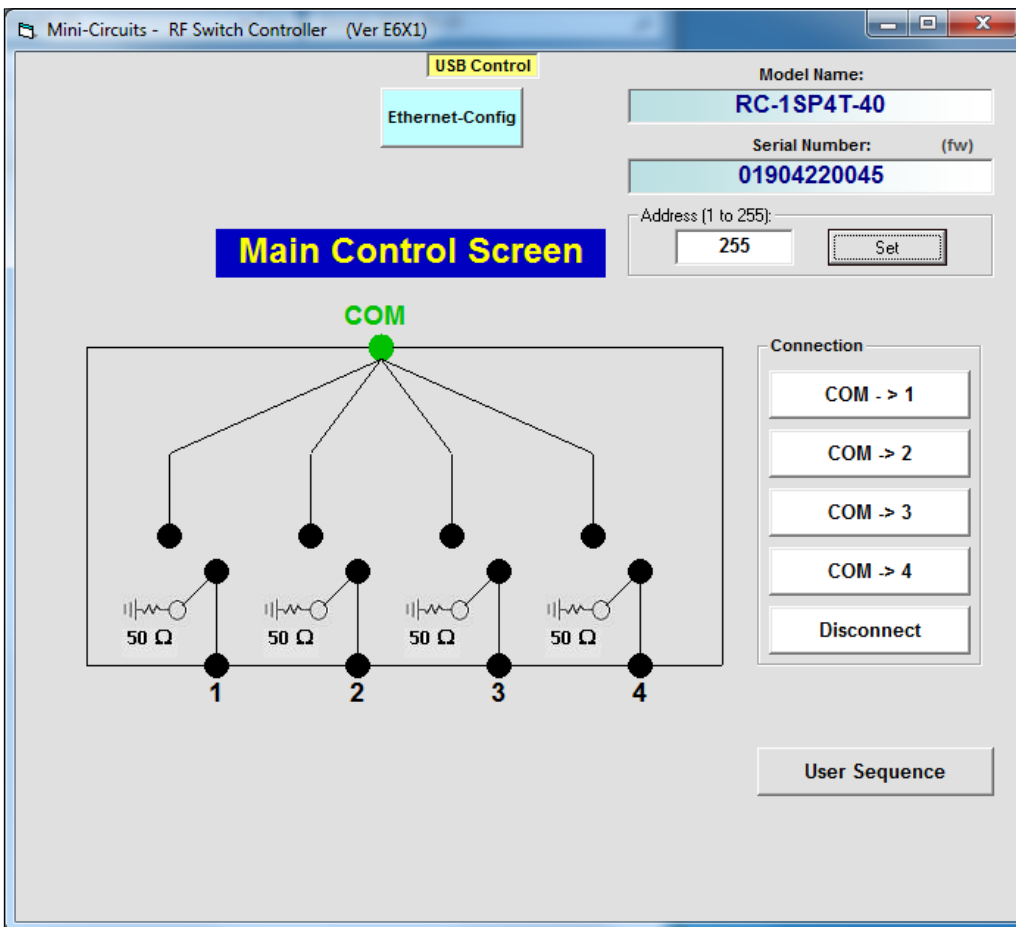 Mini-Circuits - RF Switch Controller (Ver E6X1)
USB Control
Ethernet-Config
Model Name:
RC-1SP4T-40
Serial Number: (fw)
01904220045
Address (1 to 255):
255 Set
Main Control Screen
COM
Connection
COM - > 1
COM -> 2
COM -> 3
COM -> 4
Disconnect
50 Ω 50 Ω 50 Ω 50 Ω
1 2 3 4
User Sequence